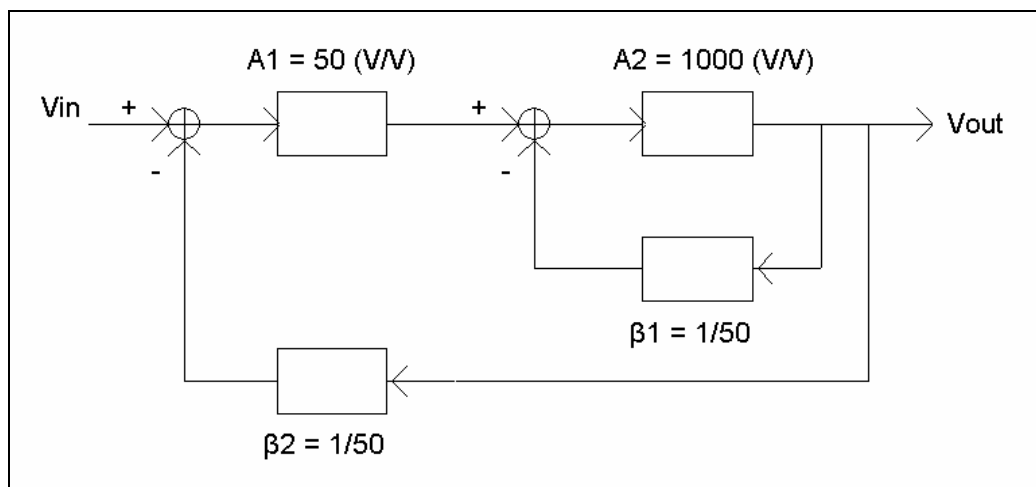 A1 = 50 (V/V)
A2 = 1000 (V/V)
Vin
+
+
Vout
-
-
β1 = 1/50
β2 = 1/50